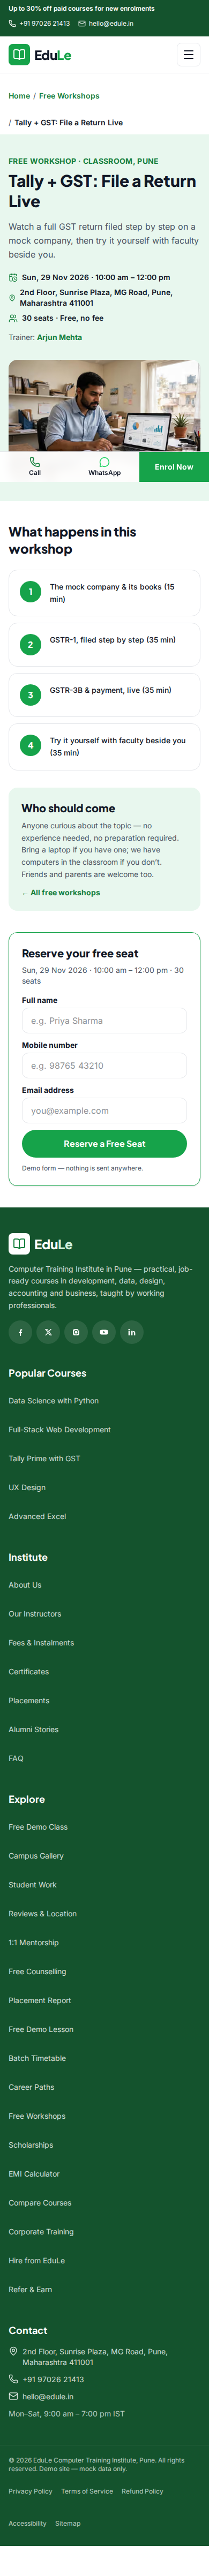 Up to 30% off paid courses for new enrolments
+91 97026 21413 hello@edule.in
EduLe
Home / Free Workshops
/ Tally + GST: File a Return Live
FREE WORKSHOP · CLASSROOM, PUNE
Tally + GST: File a Return
Live
Watch a full GST return filed step by step on a
mock company, then try it yourself with faculty
beside you.
Sun, 29 Nov 2026 · 10:00 am – 12:00 pm
2nd Floor, Sunrise Plaza, MG Road, Pune,
Maharashtra 411001
30 seats · Free, no fee
Trainer: Arjun Mehta
Call
WhatsApp
Enrol Now
What happens in this
workshop
1 The mock company & its books (15
min)
2 GSTR-1, filed step by step (35 min)
3 GSTR-3B & payment, live (35 min)
4 Try it yourself with faculty beside you
(35 min)
Who should come
Anyone curious about the topic — no
experience needed, no preparation required.
Bring a laptop if you have one; we have
computers in the classroom if you don't.
Friends and parents are welcome too.
← All free workshops
Reserve your free seat
Sun, 29 Nov 2026 · 10:00 am – 12:00 pm · 30
seats
Full name
e.g. Priya Sharma
Mobile number
e.g. 98765 43210
Email address
you@example.com
Reserve a Free Seat
Demo form — nothing is sent anywhere.
EduLe
Computer Training Institute in Pune — practical, job-
ready courses in development, data, design,
accounting and business, taught by working
professionals.
Popular Courses
Data Science with Python
Full-Stack Web Development
Tally Prime with GST
UX Design
Advanced Excel
Institute
About Us
Our Instructors
Fees & Instalments
Certificates
Placements
Alumni Stories
FAQ
Explore
Free Demo Class
Campus Gallery
Student Work
Reviews & Location
1:1 Mentorship
Free Counselling
Placement Report
Free Demo Lesson
Batch Timetable
Career Paths
Free Workshops
Scholarships
EMI Calculator
Compare Courses
Corporate Training
Hire from EduLe
Refer & Earn
Contact
2nd Floor, Sunrise Plaza, MG Road, Pune,
Maharashtra 411001
+91 97026 21413
hello@edule.in
Mon–Sat, 9:00 am – 7:00 pm IST
© 2026 EduLe Computer Training Institute, Pune. All rights
reserved. Demo site — mock data only.
Privacy Policy Terms of Service Refund Policy
Accessibility Sitemap